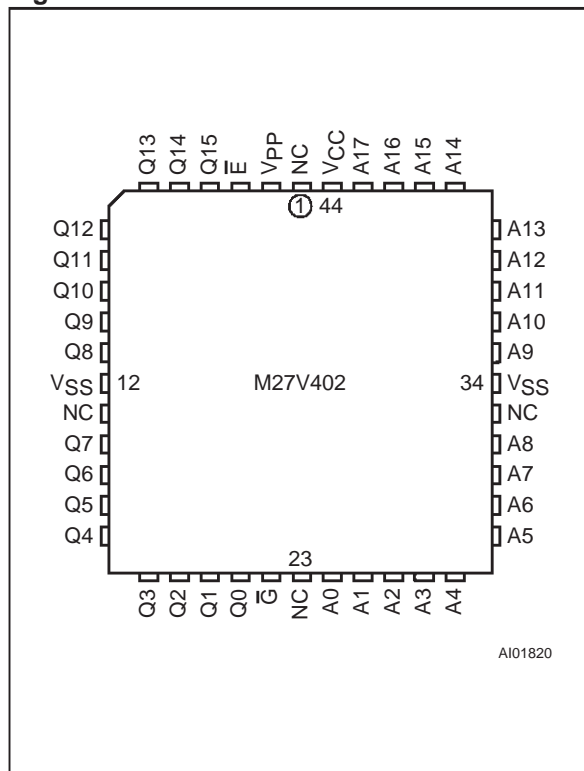 Q13 Q14 Q15 E VPP NC VCC A17 A16 A15 A14
1 44
Q12 A13
Q11 A12
Q10 A11
Q9 A10
Q8 A9
VSS 12 M27V402 34 VSS
NC NC
Q7 A8
Q6 A7
Q5 A6
Q4 A5
23
Q3 Q2 Q1 Q0 G NC A0 A1 A2 A3 A4
AI01820